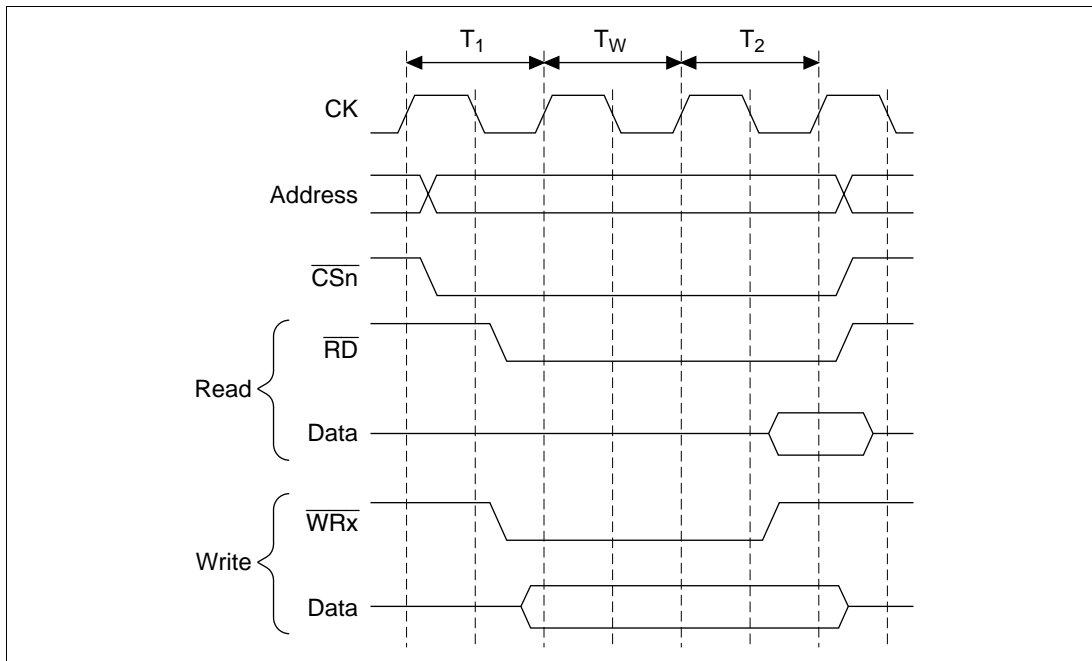 T1 TW T2
CK
Address
CSn
RD
Read
Data
WRx
Write
Data